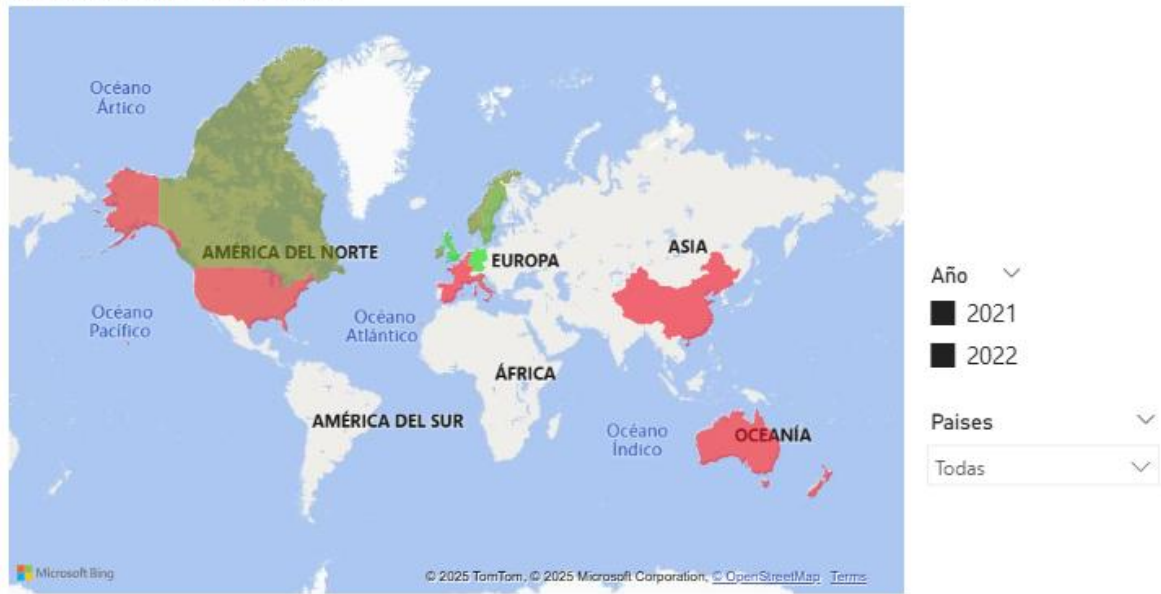 Océano
Ártico
AMÉRICA DEL NORTE
EUROPA
ASIA
Océano
Pacífico
Océano
Atlántico
ÁFRICA
AMÉRICA DEL SUR
Océano
Índico
OCEANÍA
Microsoft Bing
© 2025 TomTom, © 2025 Microsoft Corporation, © OpenStreetMap Terms
Año
2021
2022
Paises
Todas